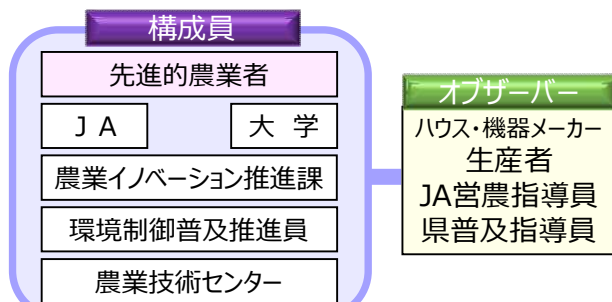 構成員
先進的農業者
ＪＡ
大 学
農業イノベーション推進課
環境制御普及推進員
農業技術センター
オブザーバー
ハウス・機器メーカー
生産者
JA営農指導員
県普及指導員